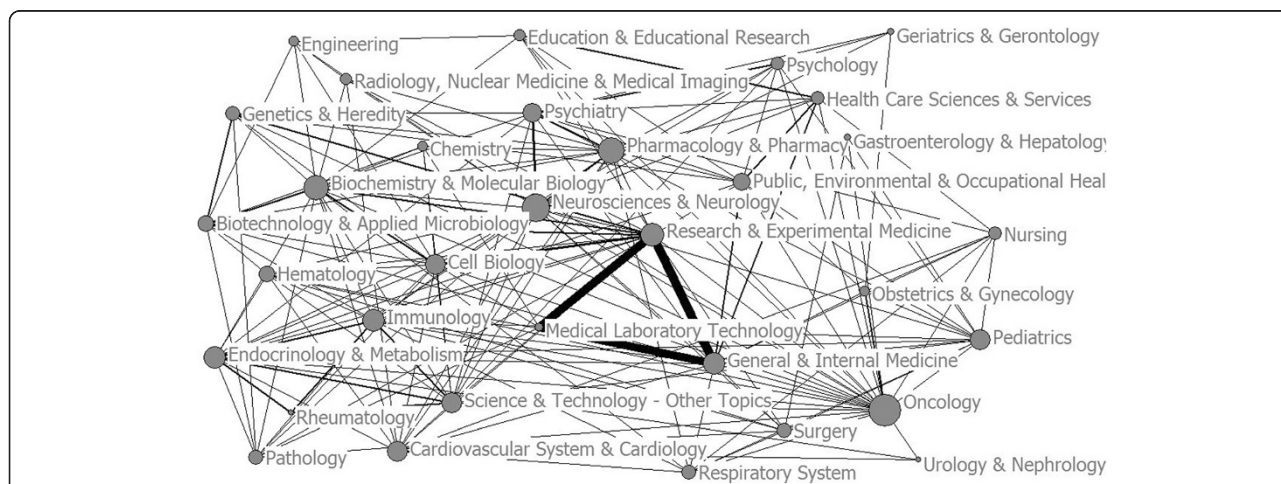 Engineering
Education & Educational Research
Geriatrics & Gerontology
Psychology
Radiology, Nuclear Medicine & Medical Imaging
Health Care Sciences & Services
Genetics & Heredity
Psychiatry
Gastroenterology & Hepatology
Chemistry
Pharmacology & Pharmacy
Biochemistry & Molecular Biology
Public, Environmental & Occupational Heal
Neurosciences & Neurology
Biotechnology & Applied Microbiology
Research & Experimental Medicine
Nursing
Cell Biology
Hematology
Obstetrics & Gynecology
Immunology
Medical Laboratory Technology
Pediatrics
Endocrinology & Metabolism
General & Internal Medicine
Science & Technology - Other Topics
Oncology
Rheumatology
Surgery
Cardiovascular System & Cardiology
Pathology
Urology & Nephrology
Respiratory System